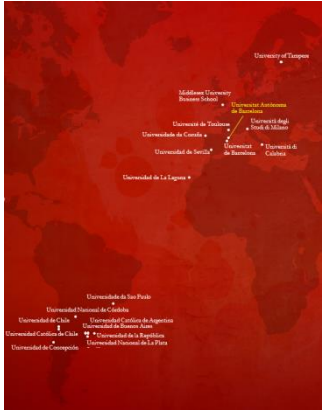 University of Tampere
Middlesex University
Business School
Universitat Autònoma
de Barcelona
Université de Toulouse
Università degli
Studi di Milano
Universidade da Coruña
Universidad de Sevilla
Universitat
de Barcelona
Università di
Calabria
Universidad de La Laguna
Universidade da Sao Paulo
Universidad Nacional de Córdoba
Universidad de Chile
Universidad Católica de Argentina
Universidad de Buenos Aires
Universidad Católica de Chile
Universidad de la República
Universidad de Concepción
Universidad Nacional de La Plata